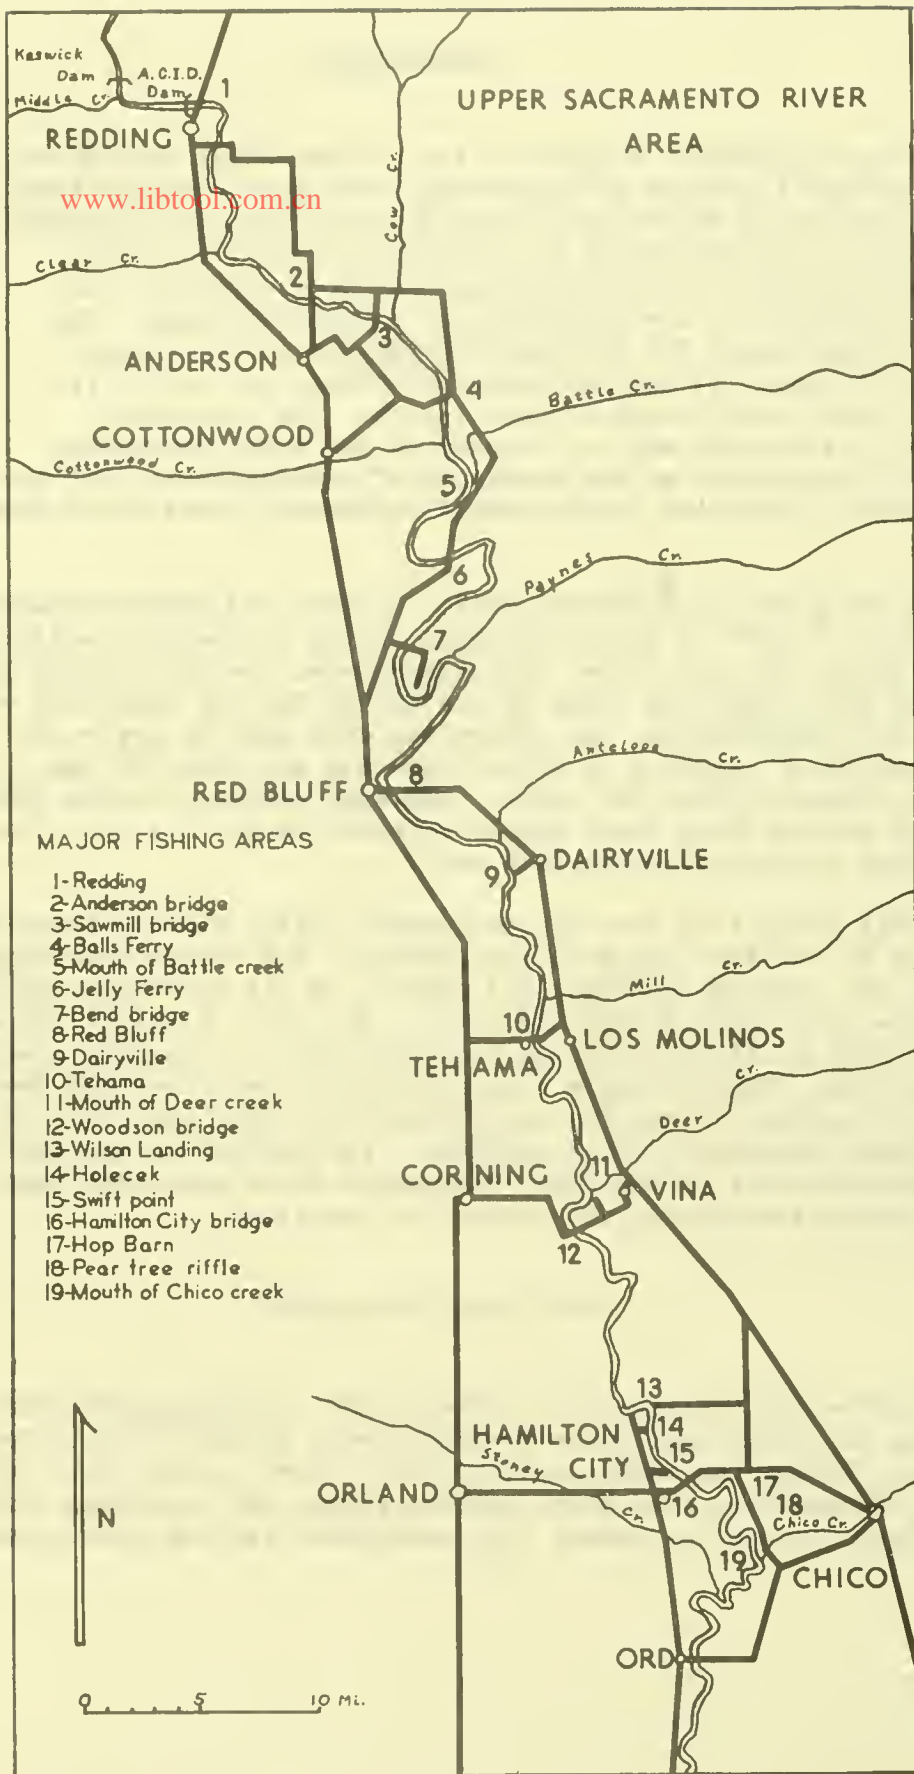 Keswick
Dam
A.C.I.D.
Dam
Middle Cr.
1
UPPER SACRAMENTO RIVER
AREA
REDDING
www.libtool.com.cn
Cow Cr.
Clear Cr.
2
3
ANDERSON
4
Battle Cr.
COTTONWOOD
Cottonwood Cr.
5
6
Paynes Cr.
7
Antelope Cr.
RED BLUFF
8
MAJOR FISHING AREAS
1-Redding
2-Anderson bridge
3-Sawmill bridge
4-Balls Ferry
5-Mouth of Battle creek
6-Jelly Ferry
7-Bend bridge
8-Red Bluff
9-Dairyville
10-Tehama
11-Mouth of Deer creek
12-Woodson bridge
13-Wilson Landing
14-Holecek
15-Swift point
16-Hamilton City bridge
17-Hop Barn
18-Pear tree riffle
19-Mouth of Chico creek
9
DAIRYVILLE
Mill Cr.
10
TEHAMA
LOS MOLINOS
Deer Cr.
11
CORNING
VINA
12
13
HAMILTON
CITY
14
15
Stoney Cr.
ORLAND
16
17
18
Chico Cr.
N
19
CHICO
ORD
0 5 10 Mi.